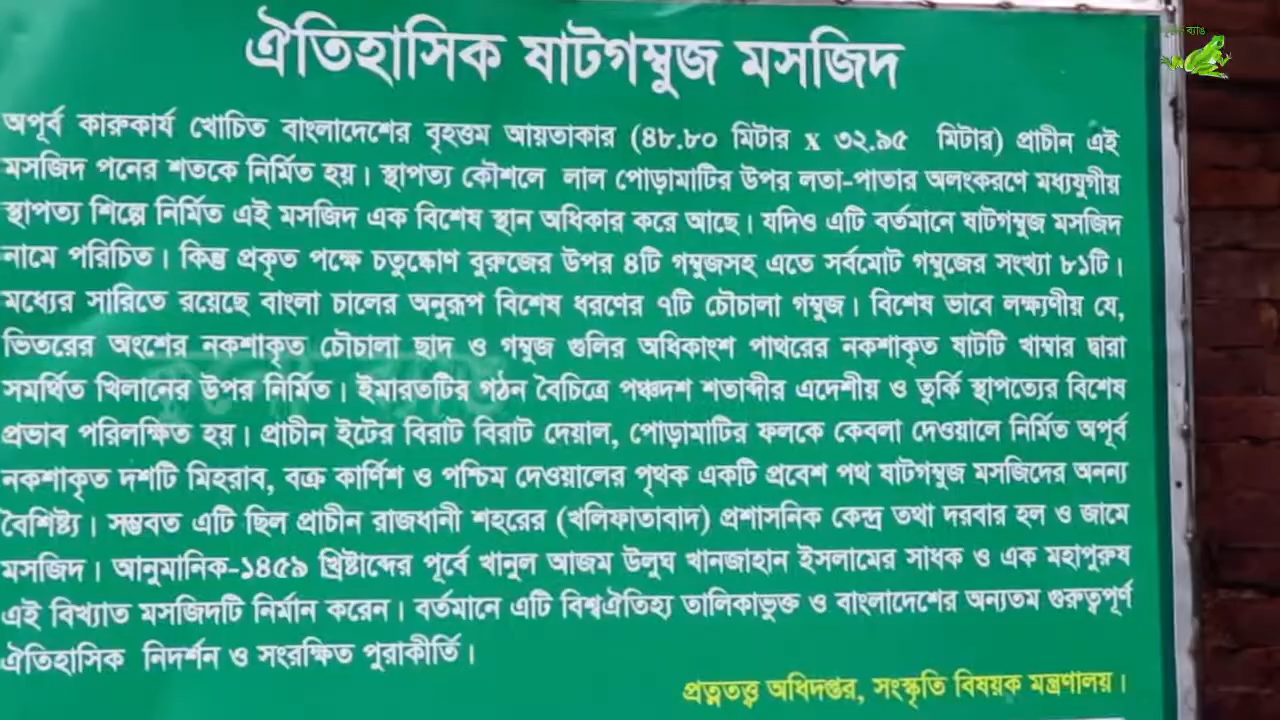 ঐতিহাসিক ষাটগম্বুজ মসজিদ
অপূর্ব কারুকার্য খোচিত বাংলাদেশের বৃহত্তম আয়তাকার (৪৮.৮০ মিটার x ৩২.৯৫ মিটার) প্রাচীন এই
মসজিদ পনের শতকে নির্মিত হয়। স্থাপত্য কৌশলে লাল পোড়ামাটির উপর লতা-পাতার অলংকরণে মধ্যযুগীয়
স্থাপত্য শিল্পে নির্মিত এই মসজিদ এক বিশেষ স্থান অধিকার করে আছে। যদিও এটি বর্তমানে ষাটগম্বুজ মসজিদ
নামে পরিচিত। কিন্তু প্রকৃত পক্ষে চতুষ্কোণ বুরুজের উপর ৪টি গম্বুজসহ এতে সর্বমোট গম্বুজের সংখ্যা ৮১টি।
মধ্যের সারিতে রয়েছে বাংলা চালের অনুরূপ বিশেষ ধরণের ৭টি চৌচালা গম্বুজ। বিশেষ ভাবে লক্ষ্যণীয় যে,
ভিতরের অংশের নকশাকৃত চৌচালা ছাদ ও গম্বুজ গুলির অধিকাংশ পাথরের নকশাকৃত ষাটটি খাম্বার দ্বারা
সমর্থিত খিলানের উপর নির্মিত। ইমারতটির গঠন বৈচিত্রে পঞ্চদশ শতাব্দীর এদেশীয় ও তুর্কি স্থাপত্যের বিশেষ
প্রভাব পরিলক্ষিত হয়। প্রাচীন ইটের বিরাট বিরাট দেয়াল, পোড়ামাটির ফলকে কেবলা দেওয়ালে নির্মিত অপূর্ব
নকশাকৃত দশটি মিহরাব, বক্র কার্ণিশ ও পশ্চিম দেওয়ালের পৃথক একটি প্রবেশ পথ ষাটগম্বুজ মসজিদের অনন্য
বৈশিষ্ট্য। সম্ভবত এটি ছিল প্রাচীন রাজধানী শহরের (খলিফাতাবাদ) প্রশাসনিক কেন্দ্র তথা দরবার হল ও জামে
মসজিদ। আনুমানিক-১৪৫৯ খ্রিষ্টাব্দের পূর্বে খানুল আজম উলুঘ খানজাহান ইসলামের সাধক ও এক মহাপুরুষ
এই বিখ্যাত মসজিদটি নির্মান করেন। বর্তমানে এটি বিশ্বঐতিহ্য তালিকাভুক্ত ও বাংলাদেশের অন্যতম গুরুত্বপূর্ণ
ঐতিহাসিক নিদর্শন ও সংরক্ষিত পুরাকীর্তি।
প্রত্নতত্ত্ব অধিদপ্তর, সংস্কৃতি বিষয়ক মন্ত্রণালয়।